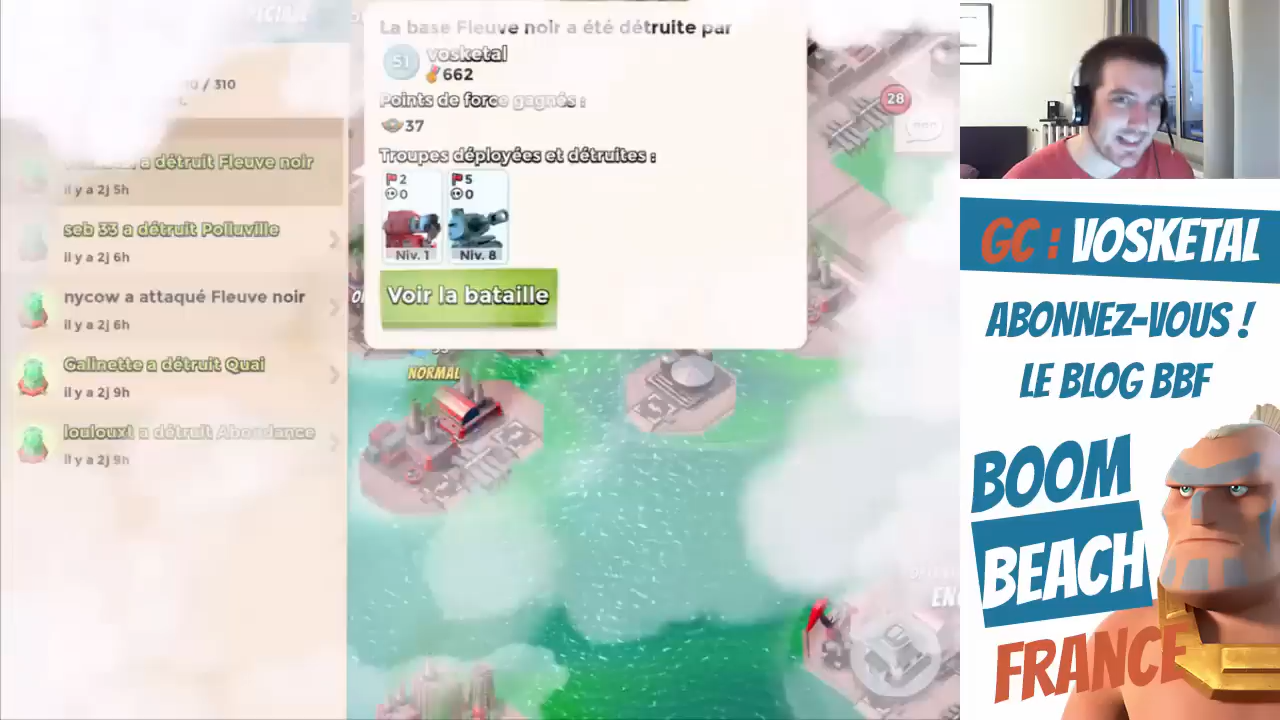 / 310
a détruit Fleuve noir
il y a 2j 5h
seb 33 a détruit Polluville
il y a 2j 6h
nycow a attaqué Fleuve noir
il y a 2j 6h
Galinette a détruit Quai
il y a 2j 9h
loulouxt a détruit Abondance
il y a 2j 9h
La base Fleuve noir a été détruite par
51
vosketal
662
Points de force gagnés :
37
Troupes déployées et détruites :
2
5
0
0
Niv. 1
Niv. 8
Voir la bataille
28
NORMAL
GC : VOSKETAL
ABONNEZ-VOUS !
LE BLOG BBF
BOOM
BEACH
FRANCE